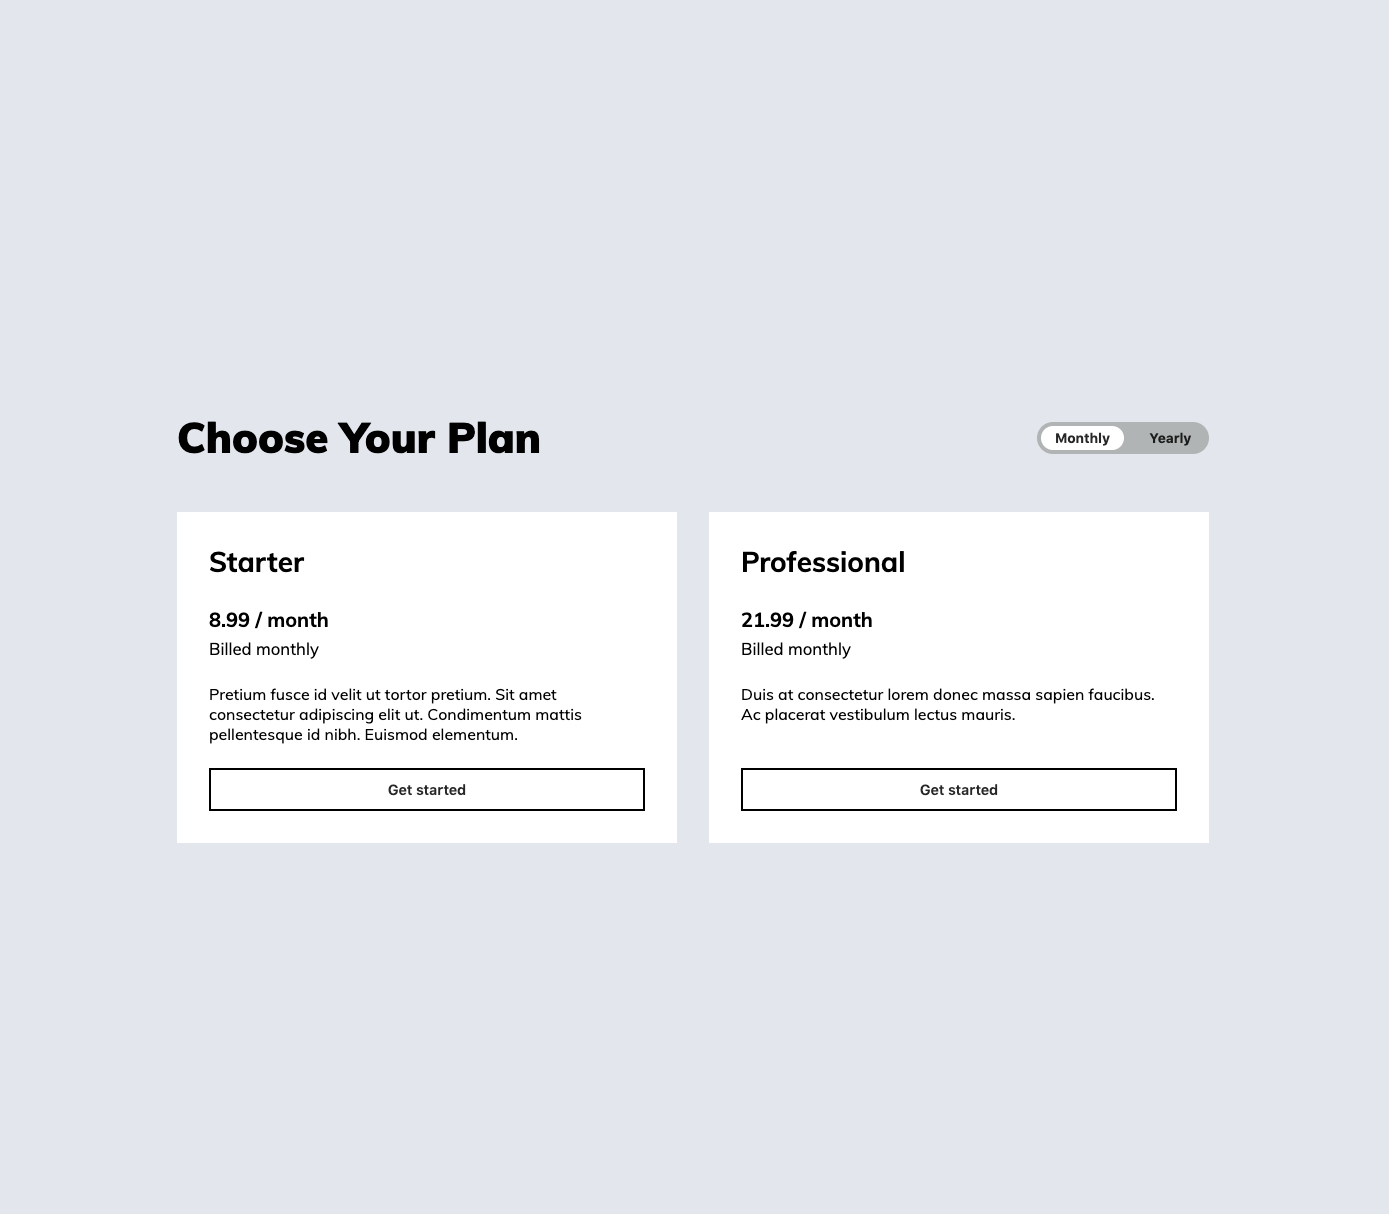 Choose Your Plan
Monthly
Yearly
Starter
8.99 / month
Billed monthly
Pretium fusce id velit ut tortor pretium. Sit amet
consectetur adipiscing elit ut. Condimentum mattis
pellentesque id nibh. Euismod elementum.
Get started
Professional
21.99 / month
Billed monthly
Duis at consectetur lorem donec massa sapien faucibus.
Ac placerat vestibulum lectus mauris.
Get started